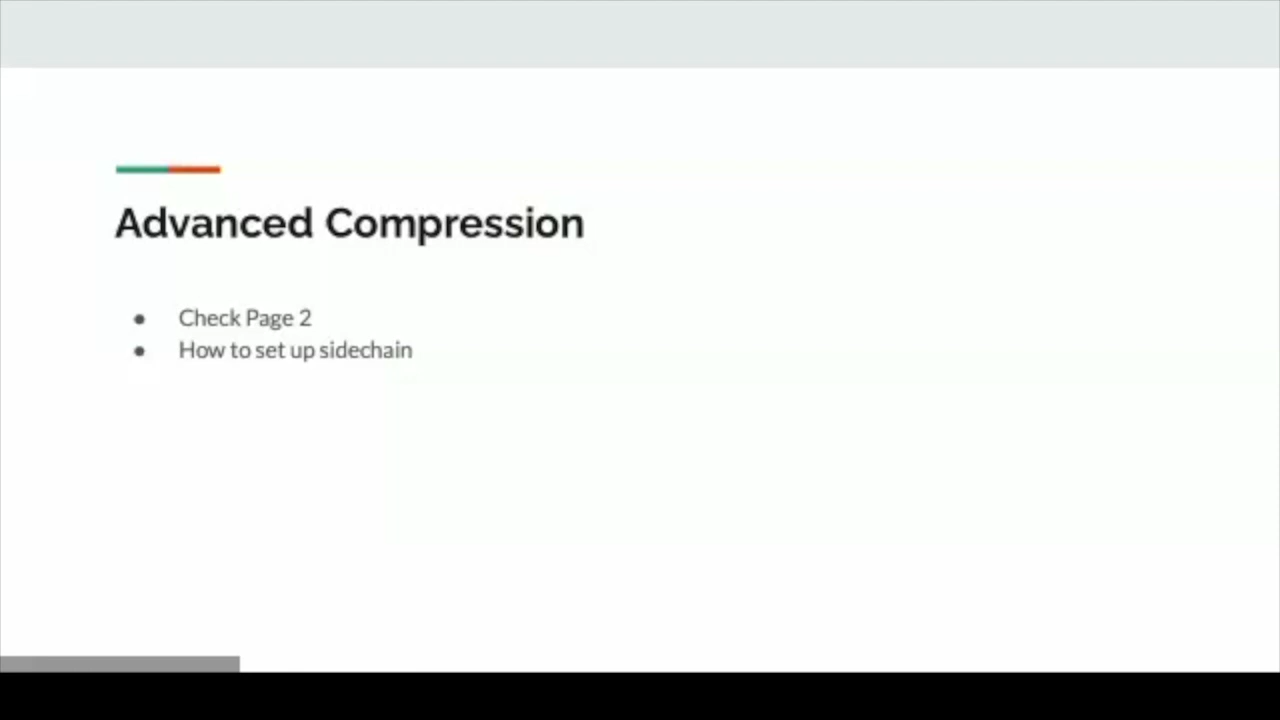 Advanced Compression
● Check Page 2
● How to set up sidechain